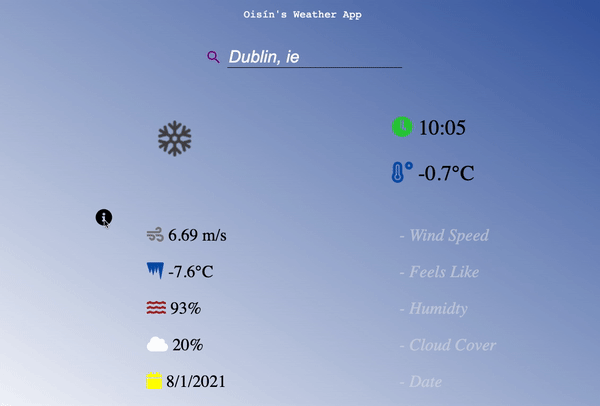 Oisín's Weather App
Dublin, ie
10:05
-0.7°C
6.69 m/s - Wind Speed
-7.6°C - Feels Like
93% - Humidty
20% - Cloud Cover
8/1/2021 - Date